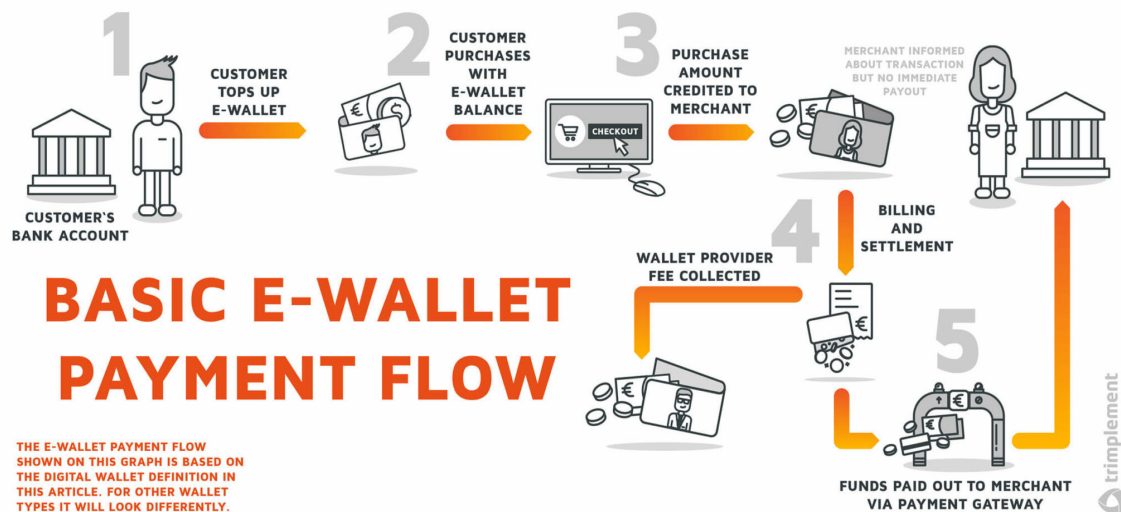 1
CUSTOMER
TOPS UP
E-WALLET
CUSTOMER`S
BANK ACCOUNT
2
CUSTOMER
PURCHASES
WITH
E-WALLET
BALANCE
€
$
3
CHECKOUT
PURCHASE
AMOUNT
CREDITED TO
MERCHANT
€
MERCHANT INFORMED
ABOUT TRANSACTION
BUT NO IMMEDIATE
PAYOUT
4
BILLING
AND
SETTLEMENT
WALLET PROVIDER
FEE COLLECTED
€
€
5
€
€
FUNDS PAID OUT TO MERCHANT
VIA PAYMENT GATEWAY
BASIC E-WALLET
PAYMENT FLOW
THE E-WALLET PAYMENT FLOW
SHOWN ON THIS GRAPH IS BASED ON
THE DIGITAL WALLET DEFINITION IN
THIS ARTICLE. FOR OTHER WALLET
TYPES IT WILL LOOK DIFFERENTLY.
trimplement